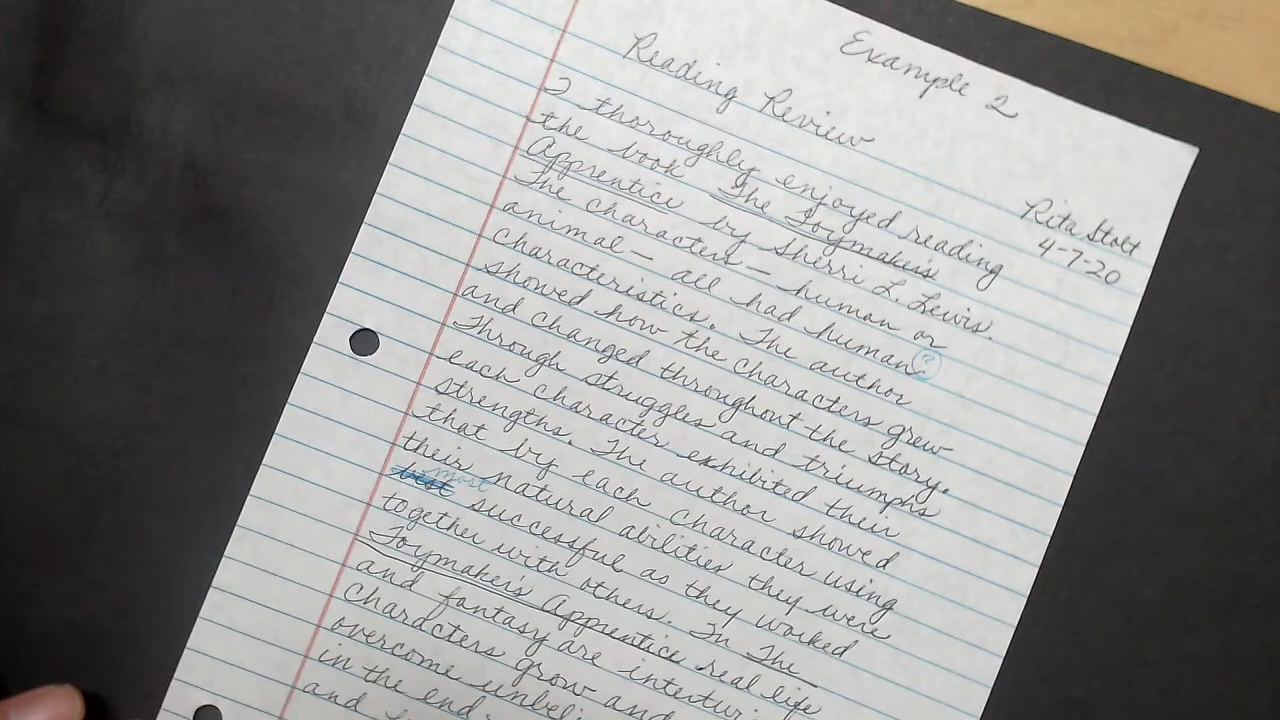 Example 2
Reading Review
Rita Stott
4-7-20
I thoroughly enjoyed reading
the book The Toymaker's
Apprentice by Sherri L. Lewis.
The characters - human or
animal - all had human ?
characteristics. The author
showed how the characters grew
and changed throughout the story.
Through struggles and triumphs
each character exhibited their
strengths. The author showed
that by each character using
their natural abilities they were
best most successful as they worked
together with others. In The
Toymaker's Apprentice real life
and fantasy are
characters grow and
overcome
in the end
and